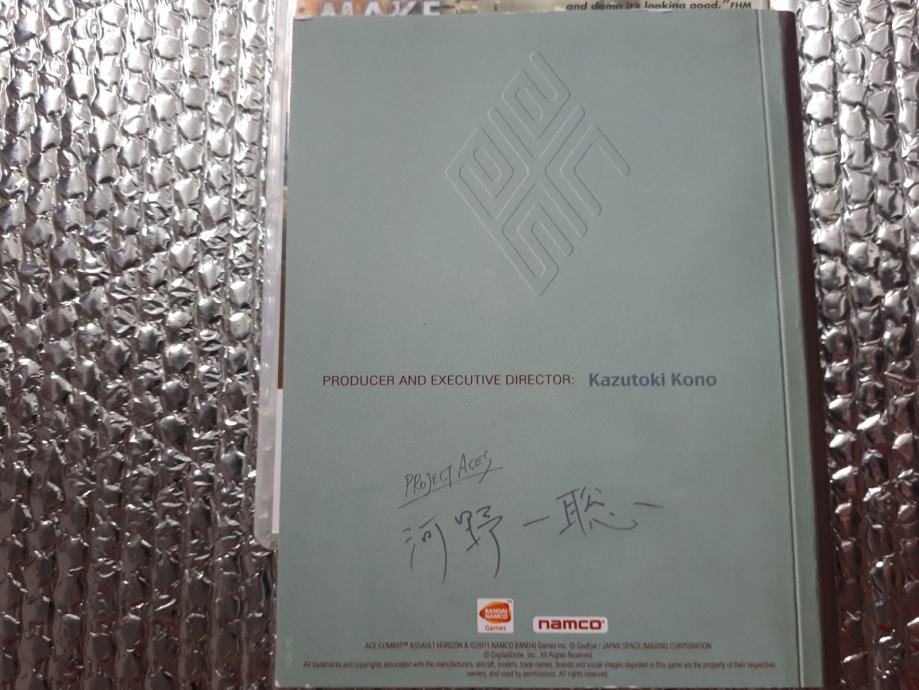 MAKE
and damn it's looking good."FHM
PRODUCER AND EXECUTIVE DIRECTOR: Kazutoki Kono
PROJECT ACES
河野一聡
BANDAI NAMCO Games
namco
ACE COMBAT™ ASSAULT HORIZON & ©2011 NAMCO BANDAI Games Inc. © GeoEye / JAPAN SPACE IMAGING CORPORATION
© DigitalGlobe, Inc., All Rights Reserved.
All trademarks and copyrights associated with the manufacturers, aircraft, models, trade names, brands and visual images depicted in this game are the property of their respective
owners, and used by permissions. All rights reserved.